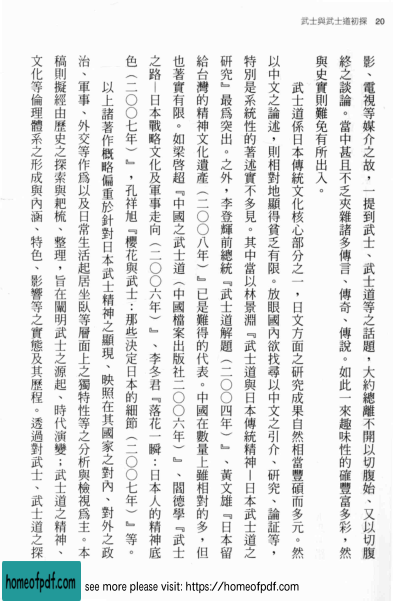 武士與武士道初探 20
影、電視等媒介之故，一提到武士、武士道等之話題，大約總離不開以切腹始、又以切腹
終之談論。當中甚且不乏夾雜諸多傳言、傳奇、傳說。如此一來趣味性的確豐富多彩，然
與史實則難免有所出入。
武士道係日本傳統文化核心部分之一，日文方面之研究成果自然相當豐碩而多元。然
以中文之論述，則相對地顯得貧乏有限。放眼國內欲找尋以中文之引介、研究、論証等，
特別是系統性的著述實不多見。其中當以林景淵『武士道與日本傳統精神—日本武士道之
研究』最為突出。之外，李登輝前總統『武士道解題（二〇〇四年）』、黃文雄『日本留
給台灣的精神文化遺產（二〇〇八年）』已是難得的代表。中國在數量上雖相對的多，但
也著實有限。如梁啓超『中國之武士道（中國檔案出版社二〇〇六年）』、閻德學『武士
之路—日本戰略文化及軍事走向（二〇〇六年）』、李冬君『落花一瞬：日本人的精神底
色（二〇〇七年）』，孔祥旭『櫻花與武士：那些決定日本的細節（二〇〇七年）』等。
以上諸著作概略偏重於針對日本武士精神之顯現、映照在其國家之對內、對外之政
治、軍事、外交等作為以及日常生活起居坐臥等層面上之獨特性等之分析與檢視為主。本
稿則擬經由歷史之探索與耙梳、整理，旨在闡明武士之源起、時代演變；武士道之精神、
文化等倫理體系之形成與內涵、特色、影響等之實態及其歷程。透過對武士、武士道之探
homeofpdf.com
see more please visit: https://homeofpdf.com